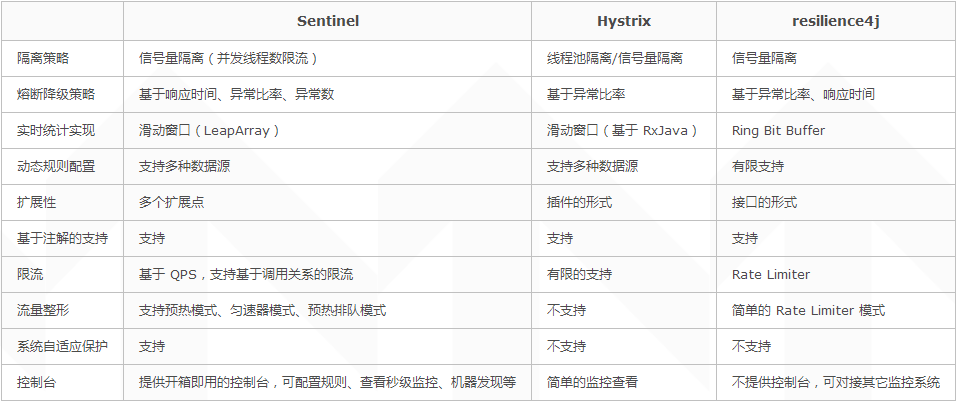 Sentinel Hystrix resilience4j
隔离策略 信号量隔离（并发线程数限流） 线程池隔离/信号量隔离 信号量隔离
熔断降级策略 基于响应时间、异常比率、异常数 基于异常比率 基于异常比率、响应时间
实时统计实现 滑动窗口（LeapArray） 滑动窗口（基于 RxJava） Ring Bit Buffer
动态规则配置 支持多种数据源 支持多种数据源 有限支持
扩展性 多个扩展点 插件的形式 接口的形式
基于注解的支持 支持 支持 支持
限流 基于 QPS，支持基于调用关系的限流 有限的支持 Rate Limiter
流量整形 支持预热模式、匀速器模式、预热排队模式 不支持 简单的 Rate Limiter 模式
系统自适应保护 支持 不支持 不支持
控制台 提供开箱即用的控制台，可配置规则、查看秒级监控、机器发现等 简单的监控查看 不提供控制台，可对接其它监控系统